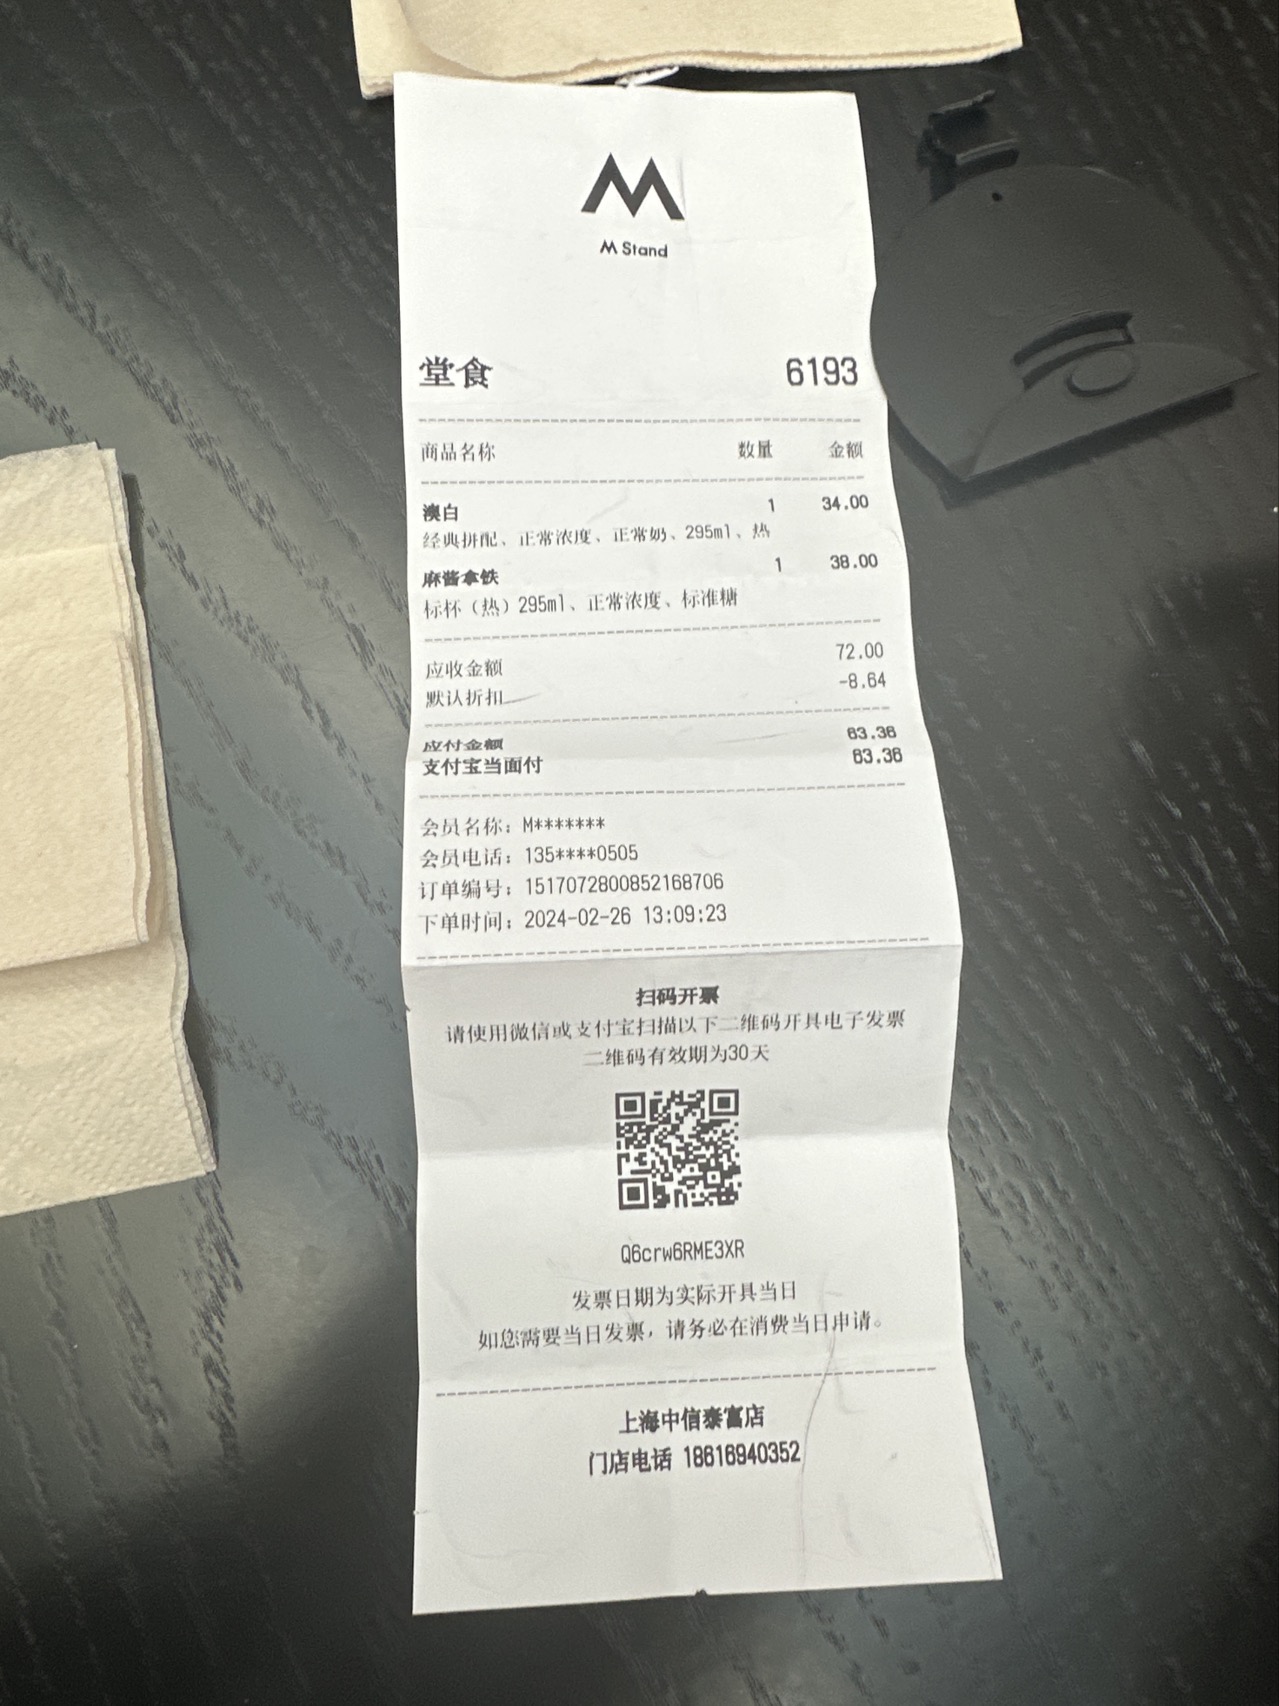 M Stand
堂食 6193
商品名称 数量 金额
澳白 1 34.00
经典拼配、正常浓度、正常奶、295ml、热
麻酱拿铁 1 38.00
标杯（热）295ml、正常浓度、标准糖
应收金额 72.00
默认折扣 -8.64
应付金额 63.36
支付宝当面付 63.36
会员名称：M*******
会员电话：135****0505
订单编号：1517072800852168706
下单时间：2024-02-26 13:09:23
扫码开票
请使用微信或支付宝扫描以下二维码开具电子发票
二维码有效期为30天
Q6crw6RME3XR
发票日期为实际开具当日
如您需要当日发票，请务必在消费当日申请。
上海中信泰富店
门店电话 18616940352